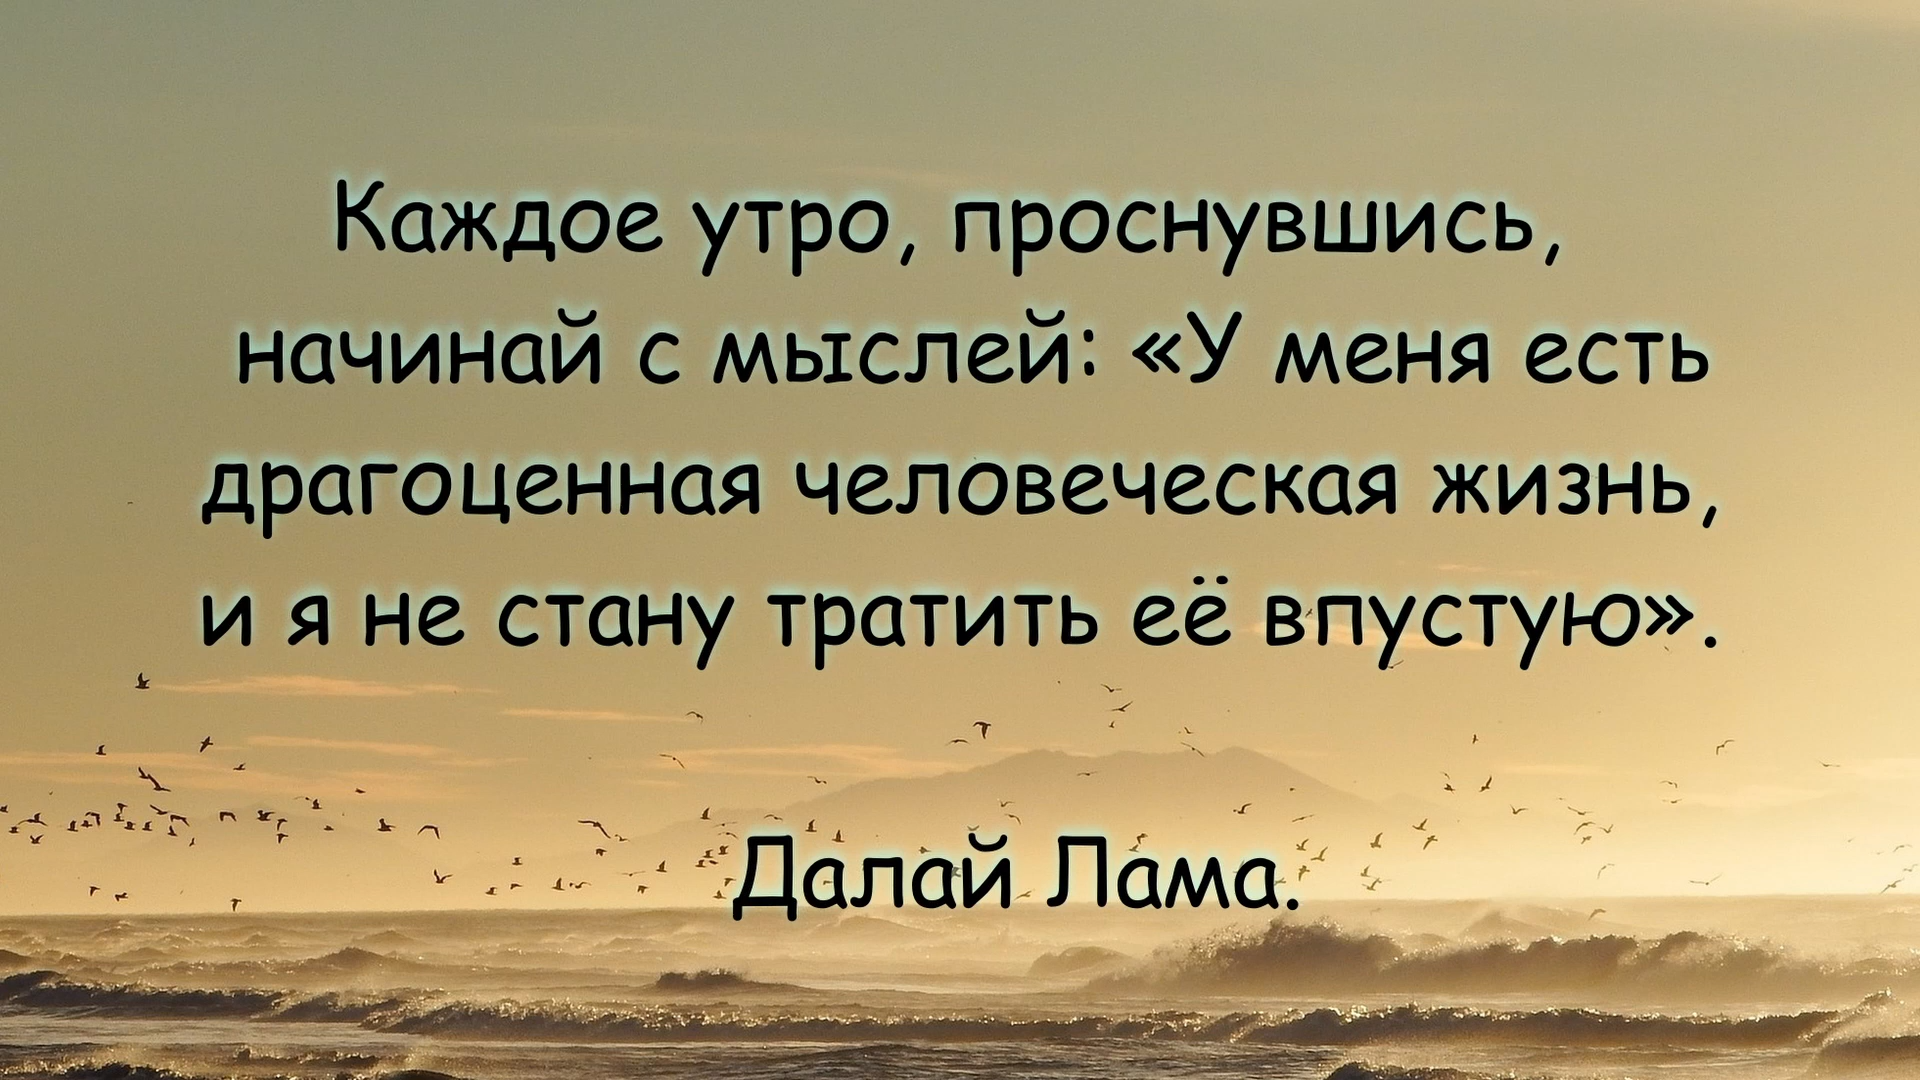 Каждое утро, проснувшись,
начинай с мыслей: «У меня есть
драгоценная человеческая жизнь,
и я не стану тратить её впустую».
Далай Лама.